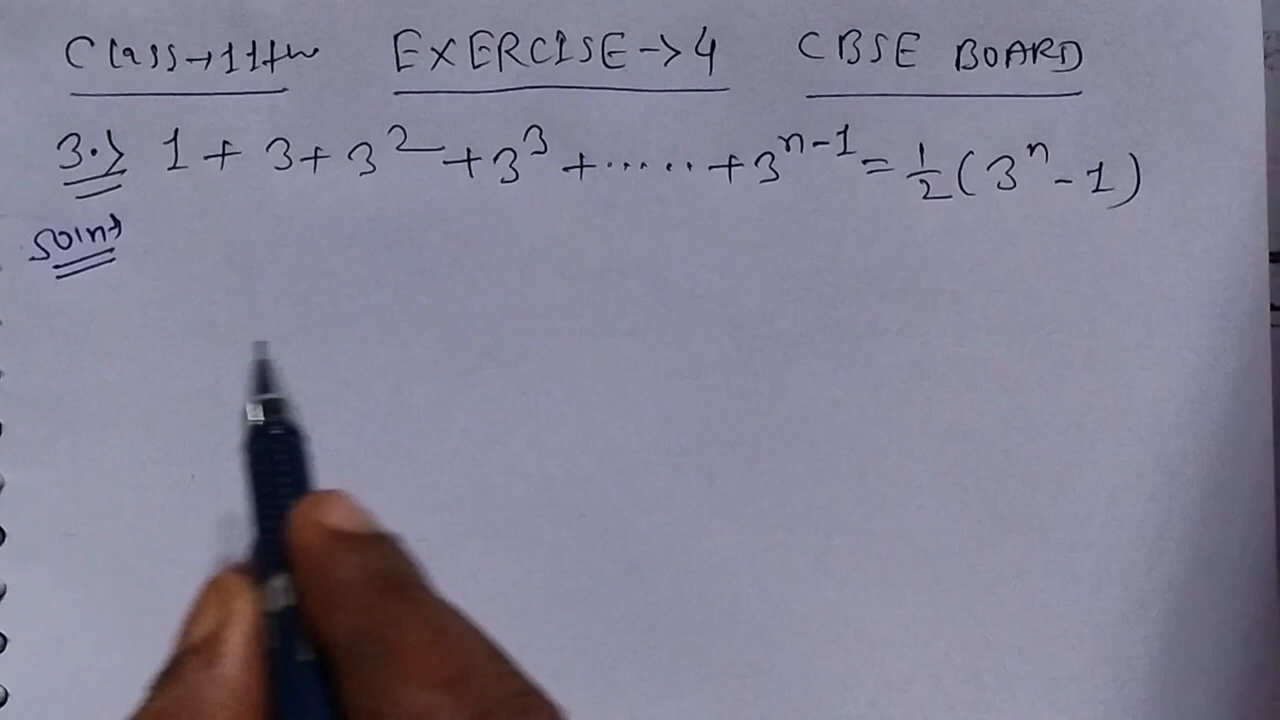 Class→11th EXERCISE→4 CBSE BOARD
3.> 1 + 3 + 3^2 + 3^3 + ...... + 3^{n-1} = 1/2 (3^n - 1)
Soln→